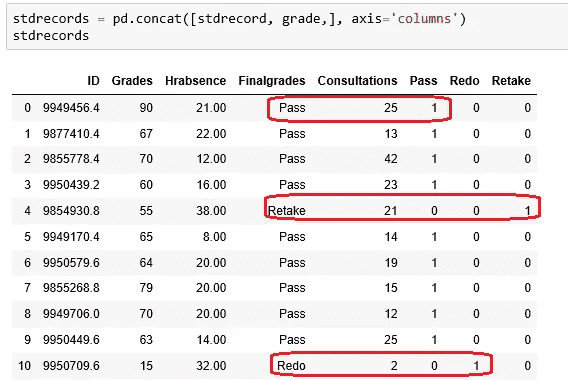 stdrecords = pd.concat([stdrecord, grade,], axis='columns')
stdrecords
ID Grades Hrabsence Finalgrades Consultations Pass Redo Retake
0 9949456.4 90 21.00 Pass 25 1 0 0
1 9877410.4 67 22.00 Pass 13 1 0 0
2 9855778.4 70 12.00 Pass 42 1 0 0
3 9950439.2 60 16.00 Pass 23 1 0 0
4 9854930.8 55 38.00 Retake 21 0 0 1
5 9949170.4 65 8.00 Pass 14 1 0 0
6 9950579.6 64 20.00 Pass 19 1 0 0
7 9855268.8 79 20.00 Pass 15 1 0 0
8 9949706.0 70 20.00 Pass 12 1 0 0
9 9950449.6 63 14.00 Pass 25 1 0 0
10 9950709.6 15 32.00 Redo 2 0 1 0